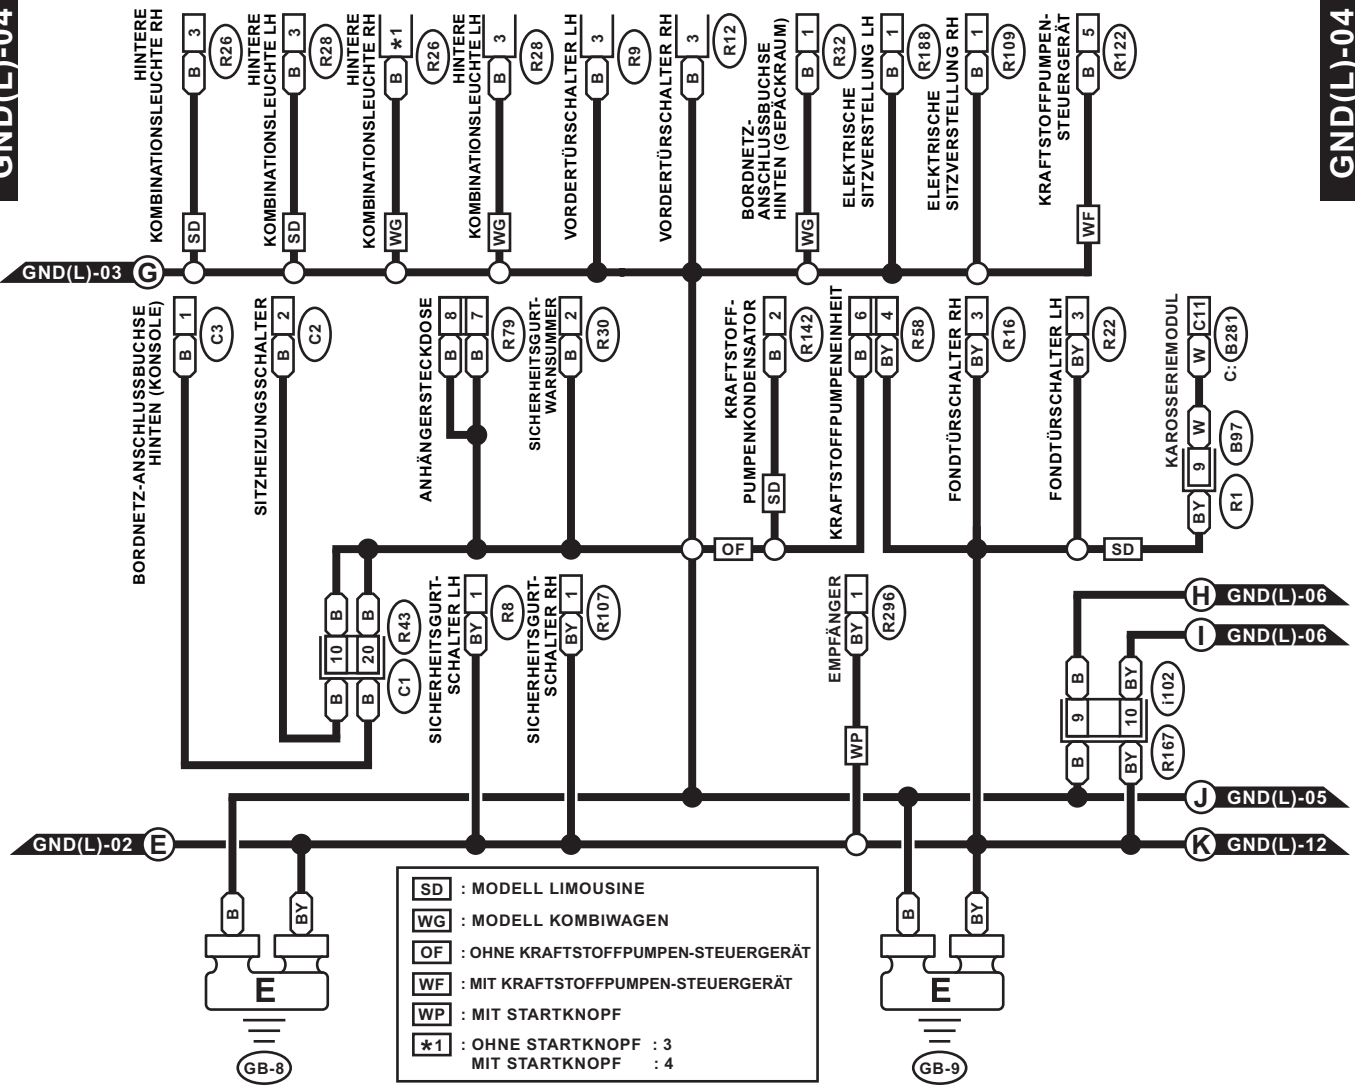 GND(L)-04
GND(L)-04
HINTERE
KOMBINATIONSLEUCHTE RH
3
B
R26
SD
HINTERE
KOMBINATIONSLEUCHTE LH
3
B
R28
SD
HINTERE
KOMBINATIONSLEUCHTE RH
*1
B
R26
WG
HINTERE
KOMBINATIONSLEUCHTE LH
3
B
R28
WG
VORDERTÜRSCHALTER LH
3
B
R9
VORDERTÜRSCHALTER RH
3
B
R12
BORDNETZ-
ANSCHLUSSBUCHSE
HINTEN (GEPÄCKRAUM)
1
B
R32
WG
ELEKTRISCHE
SITZVERSTELLUNG LH
1
B
R188
ELEKTRISCHE
SITZVERSTELLUNG RH
1
B
R109
KRAFTSTOFFPUMPEN-
STEUERGERÄT
5
B
R122
WF
GND(L)-03
G
BORDNETZ-ANSCHLUSSBUCHSE
HINTEN (KONSOLE)
1
B
C3
SITZHEIZUNGSSCHALTER
2
B
C2
ANHÄNGERSTECKDOSE
8
7
B
B
R79
SICHERHEITSGURT-
WARNSUMMER
2
B
R30
KRAFTSTOFF-
PUMPENKONDENSATOR
2
B
R142
SD
KRAFTSTOFFPUMPENEINHEIT
6
4
B
BY
R58
FONDTÜRSCHALTER RH
3
BY
R16
FONDTÜRSCHALTER LH
3
BY
R22
KAROSSERIEMODUL
C11
W
C: B281
W
9
B97
BY
R1
OF
SD
B
B
R43
10
20
C1
B
B
SICHERHEITSGURT-
SCHALTER LH
1
BY
R8
SICHERHEITSGURT-
SCHALTER RH
1
BY
R107
EMPFÄNGER
1
BY
R296
WP
H
GND(L)-06
I
GND(L)-06
B
BY
i102
9
10
R167
B
BY
J
GND(L)-05
GND(L)-02
E
K
GND(L)-12
B
BY
E
GB-8
B
BY
E
GB-9
SD : MODELL LIMOUSINE
WG : MODELL KOMBIWAGEN
OF : OHNE KRAFTSTOFFPUMPEN-STEUERGERÄT
WF : MIT KRAFTSTOFFPUMPEN-STEUERGERÄT
WP : MIT STARTKNOPF
*1 : OHNE STARTKNOPF : 3
MIT STARTKNOPF : 4